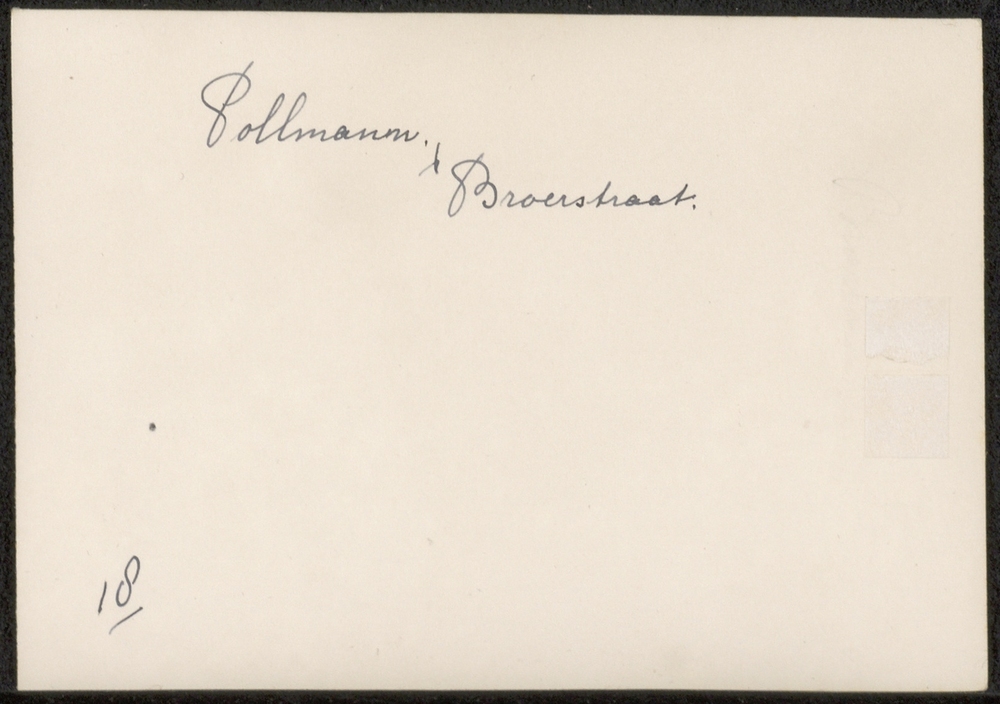 Pollmann.
Broerstraat.
18